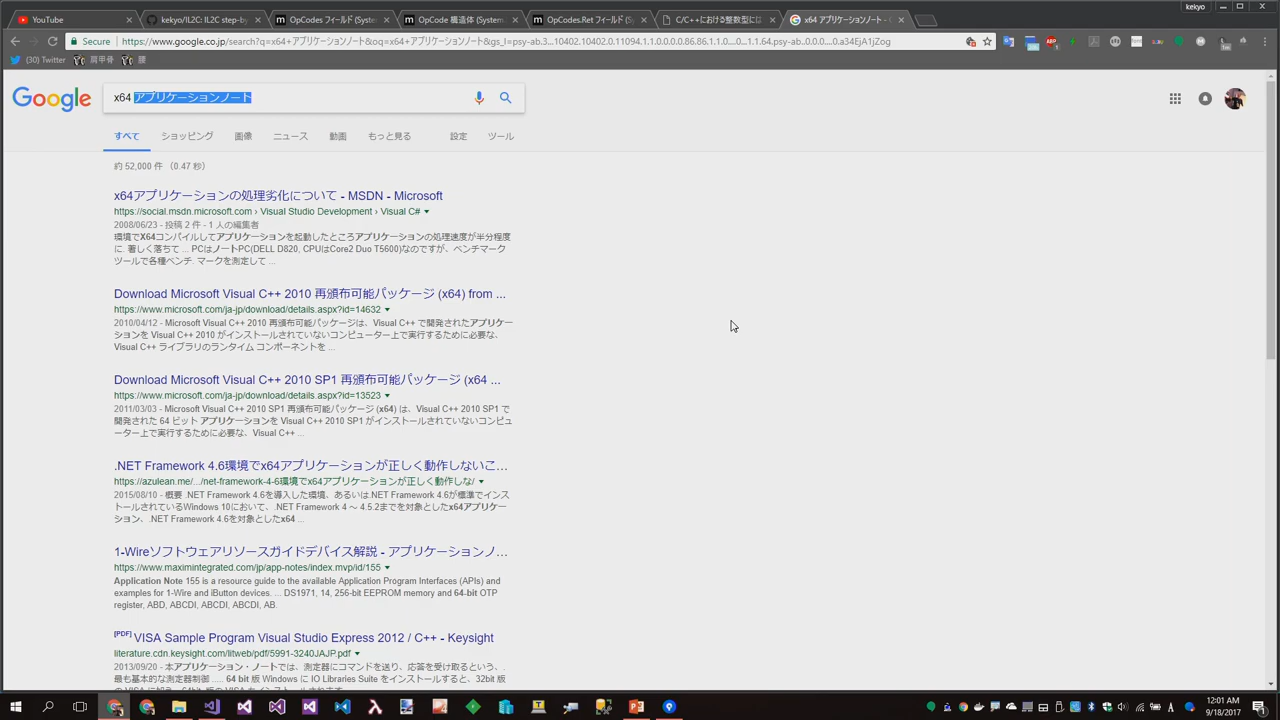 kekyo
YouTube
kekyo/IL2C: IL2C step-by-
OpCodes フィールド (System.
OpCode 構造体 (System.
OpCodes.Ret フィールド (S
C/C++における整数型には
x64 アプリケーションノート - G
Secure | https://www.google.co.jp/search?q=x64+アプリケーションノート&oq=x64+アプリケーションノート&gs_l=psy-ab.3...10402.10402.0.11094.1.1.0.0.0.0.86.86.1.1.0....0...1.1.64.psy-ab..0.0.0....0.a34EjA1jZog
(30) Twitter
肩甲骨
腰
Google
x64 アプリケーションノート
すべて ショッピング 画像 ニュース 動画 もっと見る 設定 ツール
約 52,000 件 （0.47 秒）
x64アプリケーションの処理劣化について - MSDN - Microsoft
https://social.msdn.microsoft.com › Visual Studio Development › Visual C#
2008/06/23 - 投稿 2 件 - 1 人の編集者
環境でX64コンパイルしてアプリケーションを起動したところアプリケーションの処理速度が半分程度
に. 著しく落ちて ... PCはノートPC(DELL D820, CPUはCore2 Duo T5600)なのですが、ベンチマーク
ツールで各種ベンチ. マークを測定して ...
Download Microsoft Visual C++ 2010 再頒布可能パッケージ (x64) from ...
https://www.microsoft.com/ja-jp/download/details.aspx?id=14632
2010/04/12 - Microsoft Visual C++ 2010 再頒布可能パッケージは、Visual C++ で開発されたアプリケー
ションを Visual C++ 2010 がインストールされていないコンピューター上で実行するために必要な、
Visual C++ ライブラリのランタイム コンポーネントを ...
Download Microsoft Visual C++ 2010 SP1 再頒布可能パッケージ (x64 ...
https://www.microsoft.com/ja-jp/download/details.aspx?id=13523
2011/03/03 - Microsoft Visual C++ 2010 SP1 再頒布可能パッケージ (x64) は、Visual C++ 2010 SP1 で
開発された 64 ビット アプリケーションを Visual C++ 2010 SP1 がインストールされていないコンピュ
ーター上で実行するために必要な、Visual C++ ...
.NET Framework 4.6環境でx64アプリケーションが正しく動作しないこ...
https://azulean.me/.../net-framework-4-6環境でx64アプリケーションが正しく動作しな/
2015/08/10 - 概要 .NET Framework 4.6を導入した環境、あるいは.NET Framework 4.6が標準でインス
トールされているWindows 10において、.NET Framework 4 ～ 4.5.2までを対象としたx64アプリケー
ション、.NET Framework 4.6を対象としたx64 ...
1-Wireソフトウェアリソースガイドデバイス解説 - アプリケーションノ...
https://www.maximintegrated.com/jp/app-notes/index.mvp/id/155
Application Note 155 is a resource guide to the available Application Program Interfaces (APIs) and
examples for 1-Wire and iButton devices. ... DS1971, 14, 256-bit EEPROM memory and 64-bit OTP
register, ABD, ABCDI, ABCDI, ABCDI, AB.
[PDF] VISA Sample Program Visual Studio Express 2012 / C++ - Keysight
literature.cdn.keysight.com/litweb/pdf/5991-3240JAJP.pdf
2013/09/20 - 本アプリケーション・ノートでは、測定器にコマンドを送り、応答を受け取るという、.
最も基本的な測定器制御 ..... 64 bit 版 Windows に IO Libraries Suite をインストールすると、32bit 版
12:01 AM
9/18/2017